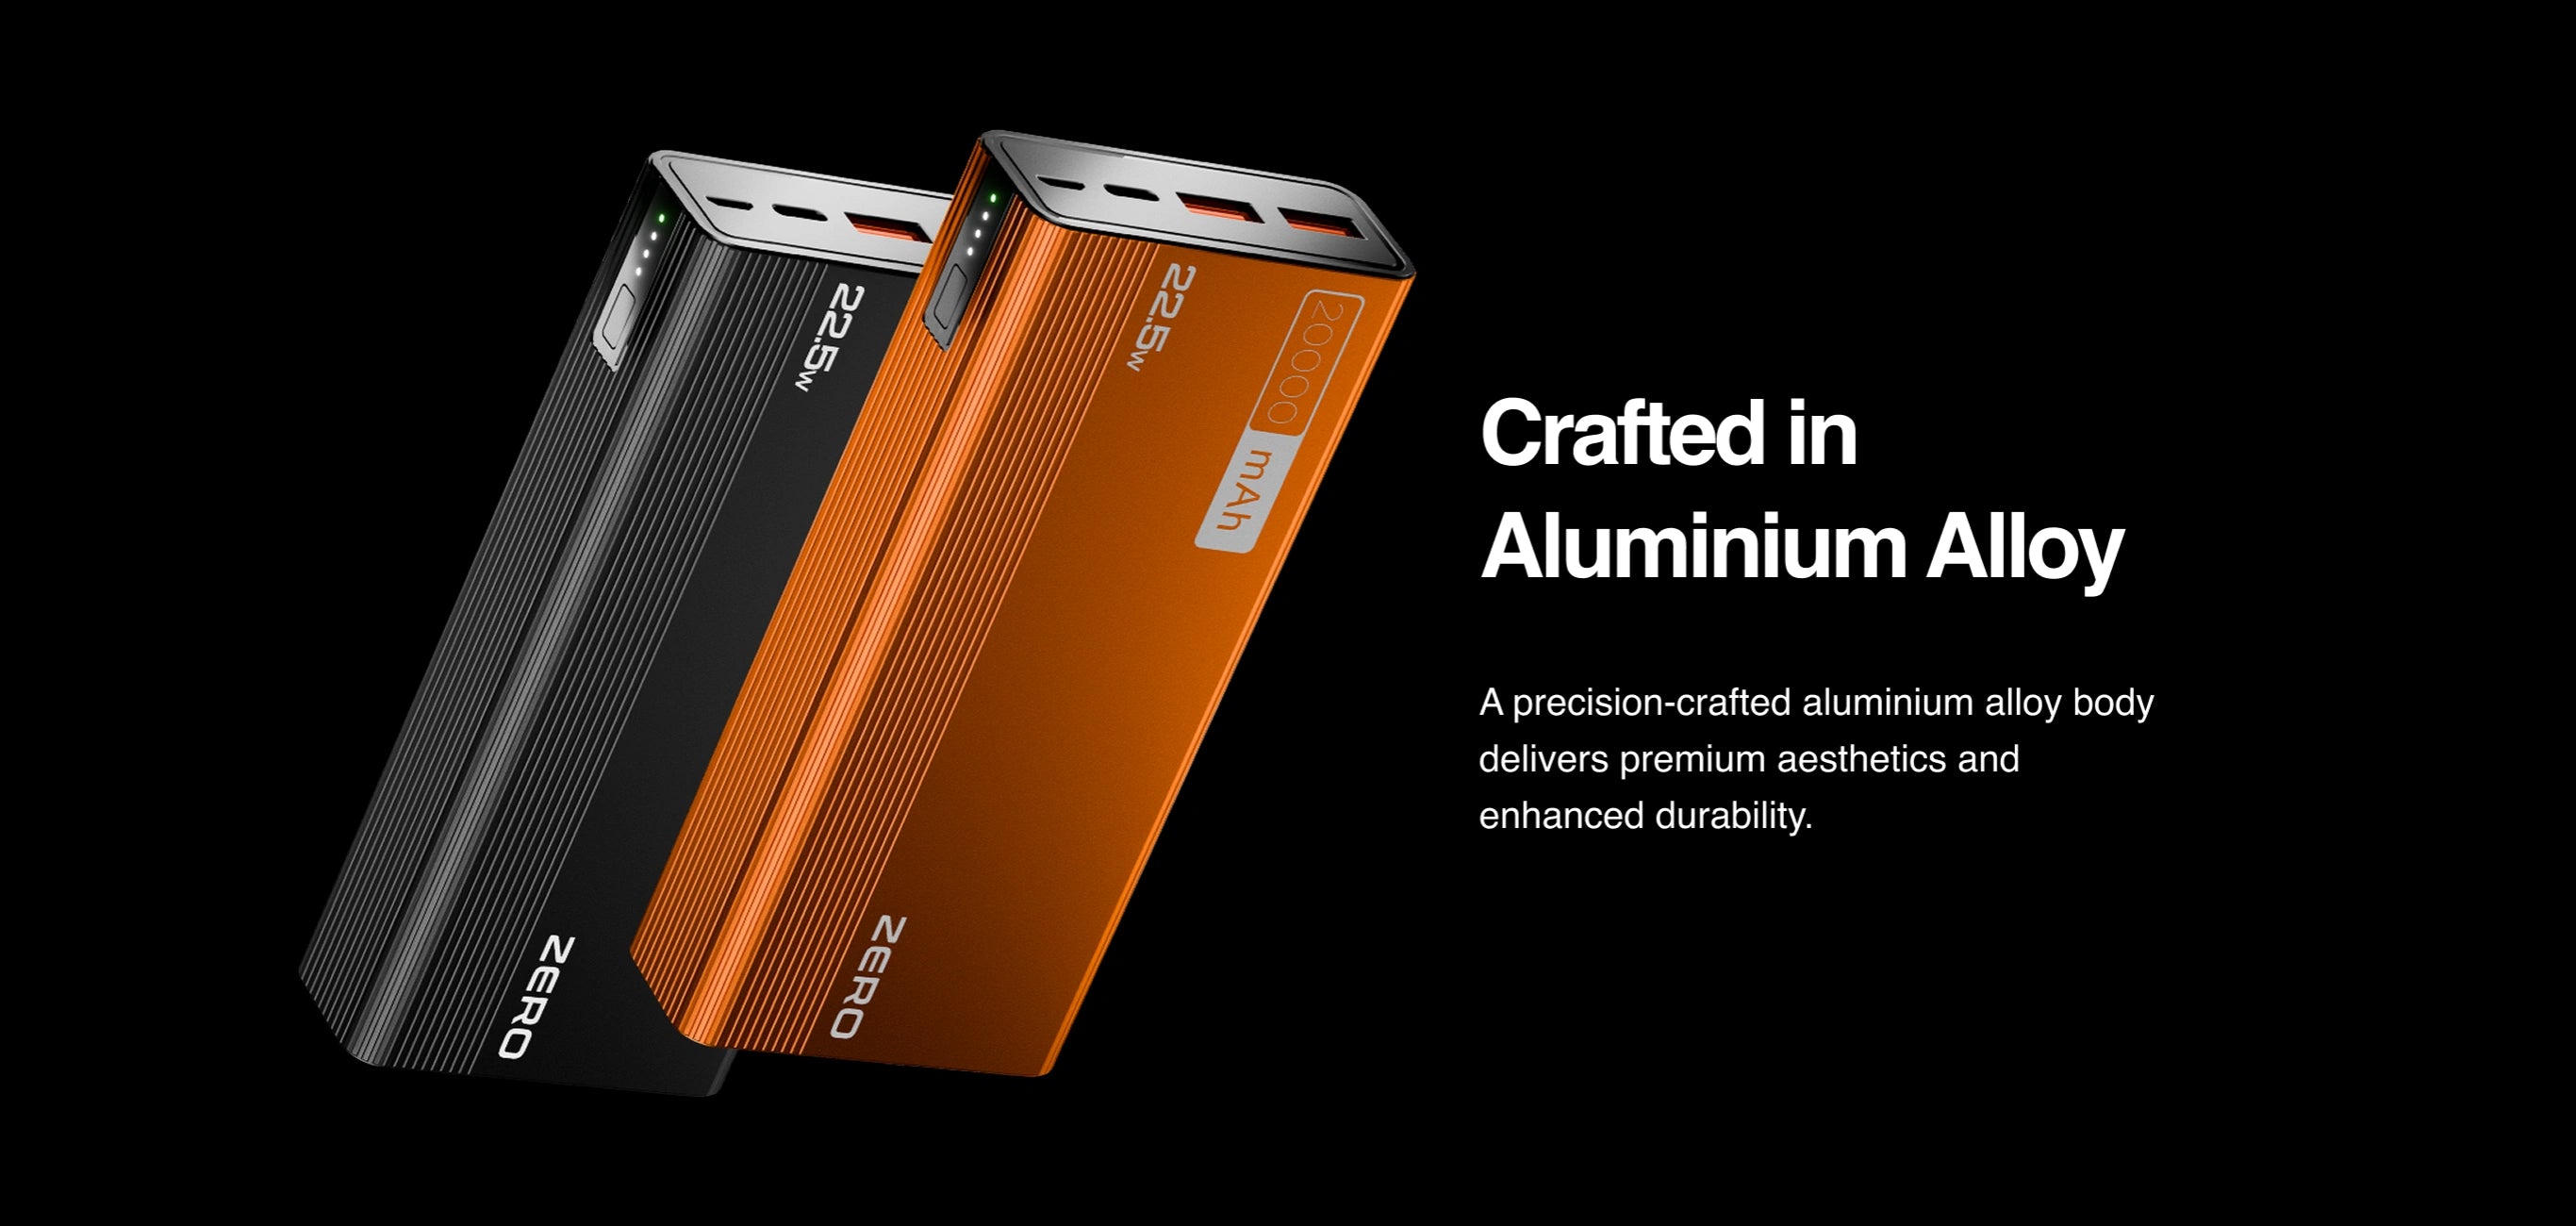 22.5w
ZERO
22.5w
20000 mAh
ZERO
Crafted in
Aluminium Alloy
A precision-crafted aluminium alloy body
delivers premium aesthetics and
enhanced durability.